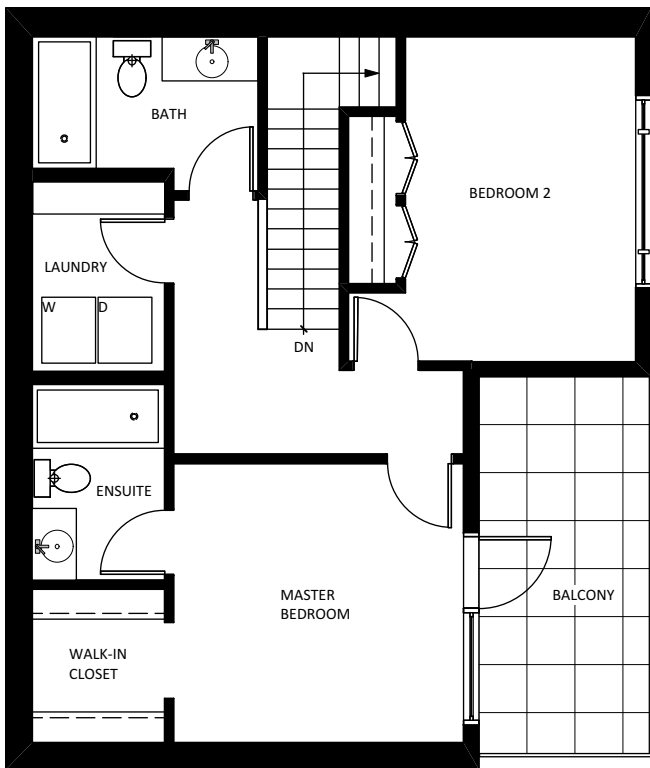 BATH
BEDROOM 2
LAUNDRY
W D
DN
ENSUITE
MASTER
BEDROOM
BALCONY
WALK-IN
CLOSET